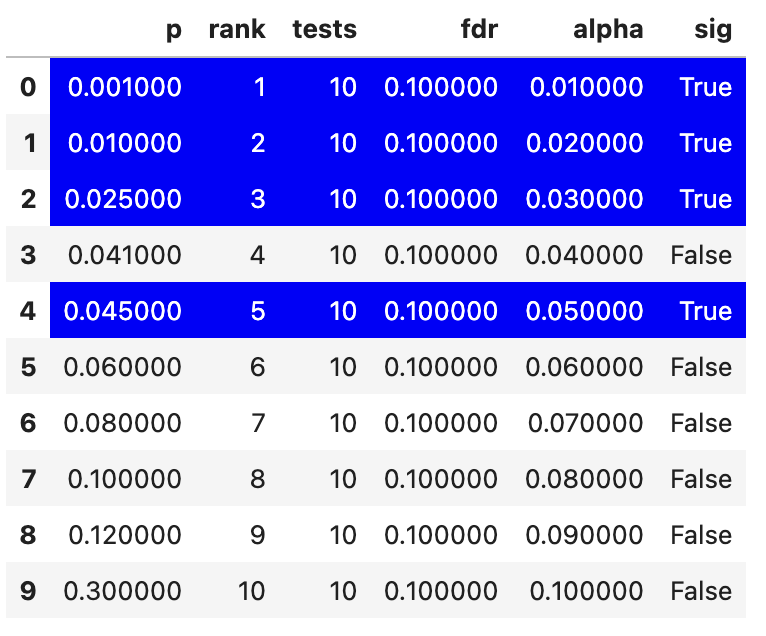 p rank tests fdr alpha sig
0 0.001000 1 10 0.100000 0.010000 True
1 0.010000 2 10 0.100000 0.020000 True
2 0.025000 3 10 0.100000 0.030000 True
3 0.041000 4 10 0.100000 0.040000 False
4 0.045000 5 10 0.100000 0.050000 True
5 0.060000 6 10 0.100000 0.060000 False
6 0.080000 7 10 0.100000 0.070000 False
7 0.100000 8 10 0.100000 0.080000 False
8 0.120000 9 10 0.100000 0.090000 False
9 0.300000 10 10 0.100000 0.100000 False